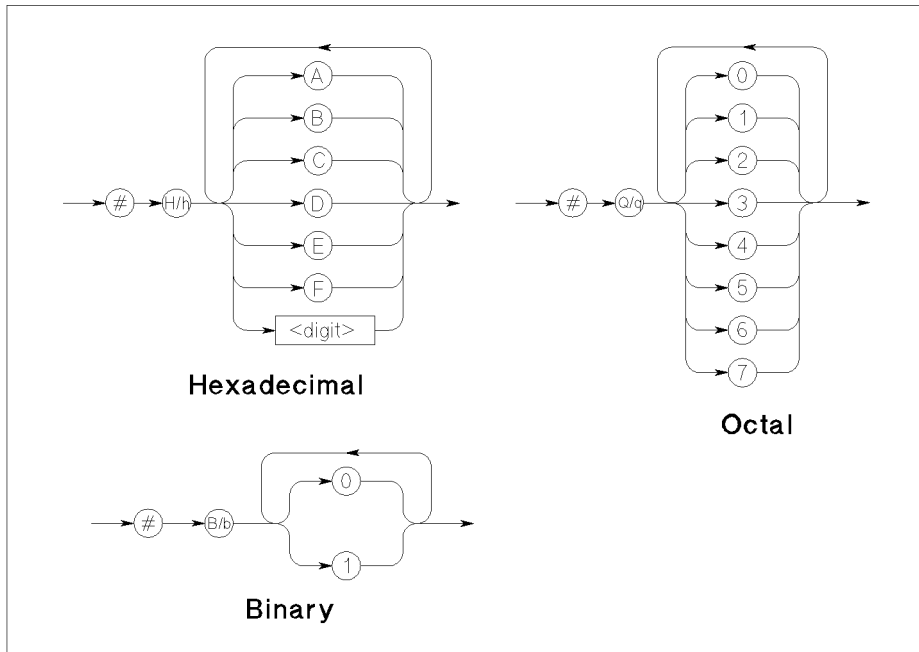 A
B
C
# H/h D
E
F
<digit>
Hexadecimal
0
1
2
# Q/q 3
4
5
6
7
Octal
0
# B/b
1
Binary